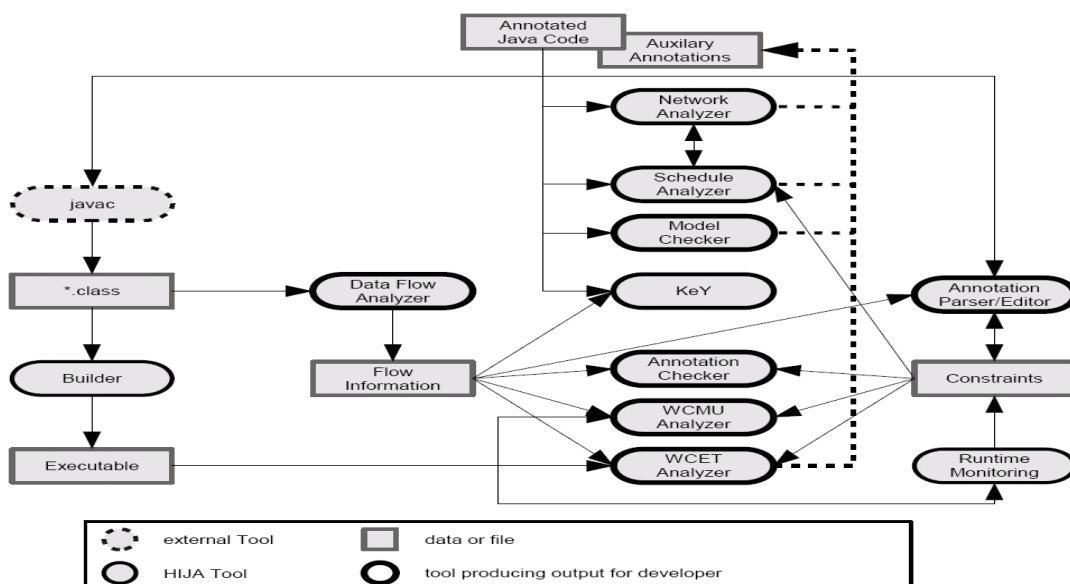 Annotated
Java Code
Auxilary
Annotations
Network
Analyzer
Schedule
Analyzer
javac
Model
Checker
*.class
Data Flow
Analyzer
KeY
Annotation
Parser/Editor
Builder
Flow
Information
Annotation
Checker
Constraints
WCMU
Analyzer
Executable
WCET
Analyzer
Runtime
Monitoring
external Tool
data or file
HIJA Tool
tool producing output for developer